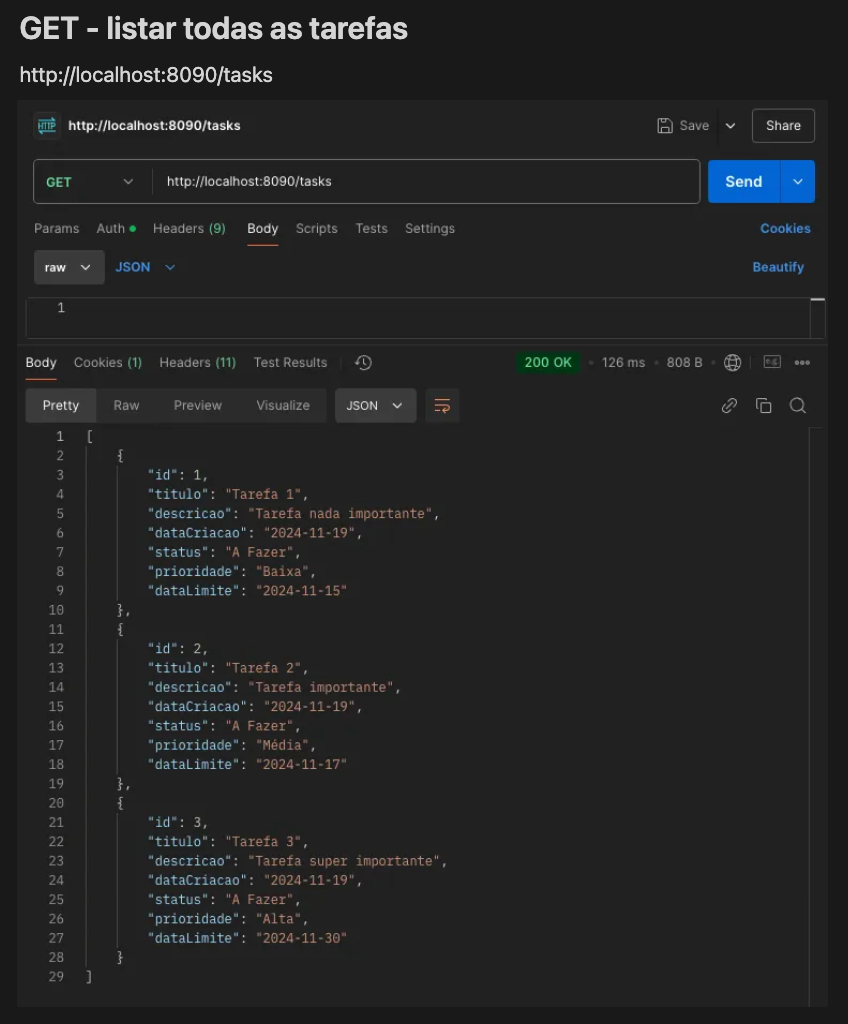 GET - listar todas as tarefas
http://localhost:8090/tasks
HTTP http://localhost:8090/tasks Save Share
GET http://localhost:8090/tasks Send
Params Auth Headers (9) Body Scripts Tests Settings Cookies
raw JSON Beautify
1
Body Cookies (1) Headers (11) Test Results 200 OK • 126 ms • 808 B •
Pretty Raw Preview Visualize JSON
1 [
2 {
3 "id": 1,
4 "titulo": "Tarefa 1",
5 "descricao": "Tarefa nada importante",
6 "dataCriacao": "2024-11-19",
7 "status": "A Fazer",
8 "prioridade": "Baixa",
9 "dataLimite": "2024-11-15"
10 },
11 {
12 "id": 2,
13 "titulo": "Tarefa 2",
14 "descricao": "Tarefa importante",
15 "dataCriacao": "2024-11-19",
16 "status": "A Fazer",
17 "prioridade": "Média",
18 "dataLimite": "2024-11-17"
19 },
20 {
21 "id": 3,
22 "titulo": "Tarefa 3",
23 "descricao": "Tarefa super importante",
24 "dataCriacao": "2024-11-19",
25 "status": "A Fazer",
26 "prioridade": "Alta",
27 "dataLimite": "2024-11-30"
28 }
29 ]